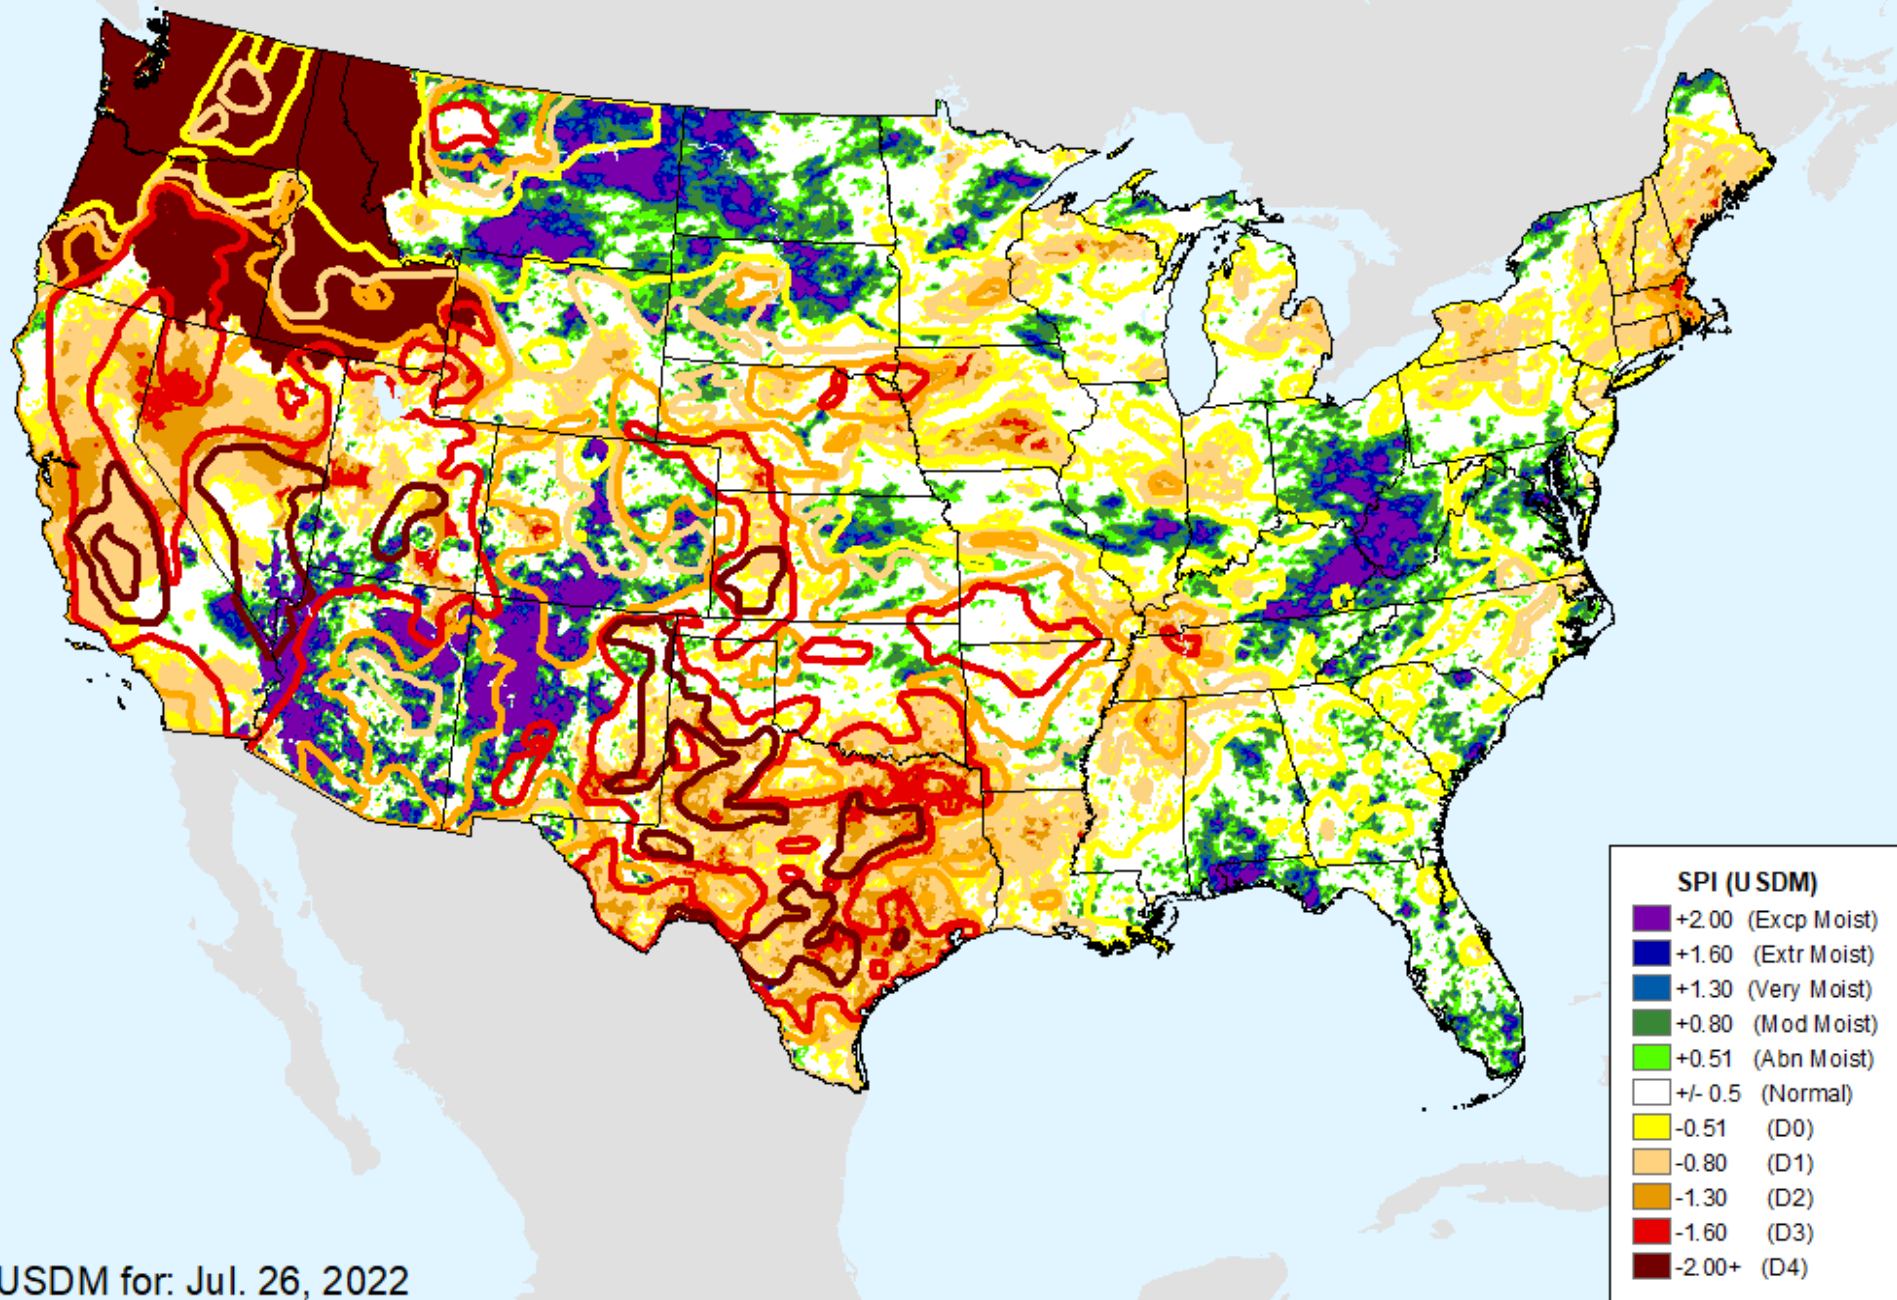 SPI (USDM)
+2.00 (Excp Moist)
+1.60 (Extr Moist)
+1.30 (Very Moist)
+0.80 (Mod Moist)
+0.51 (Abn Moist)
+/- 0.5 (Normal)
-0.51 (D0)
-0.80 (D1)
-1.30 (D2)
-1.60 (D3)
-2.00+ (D4)
USDM for: Jul. 26, 2022